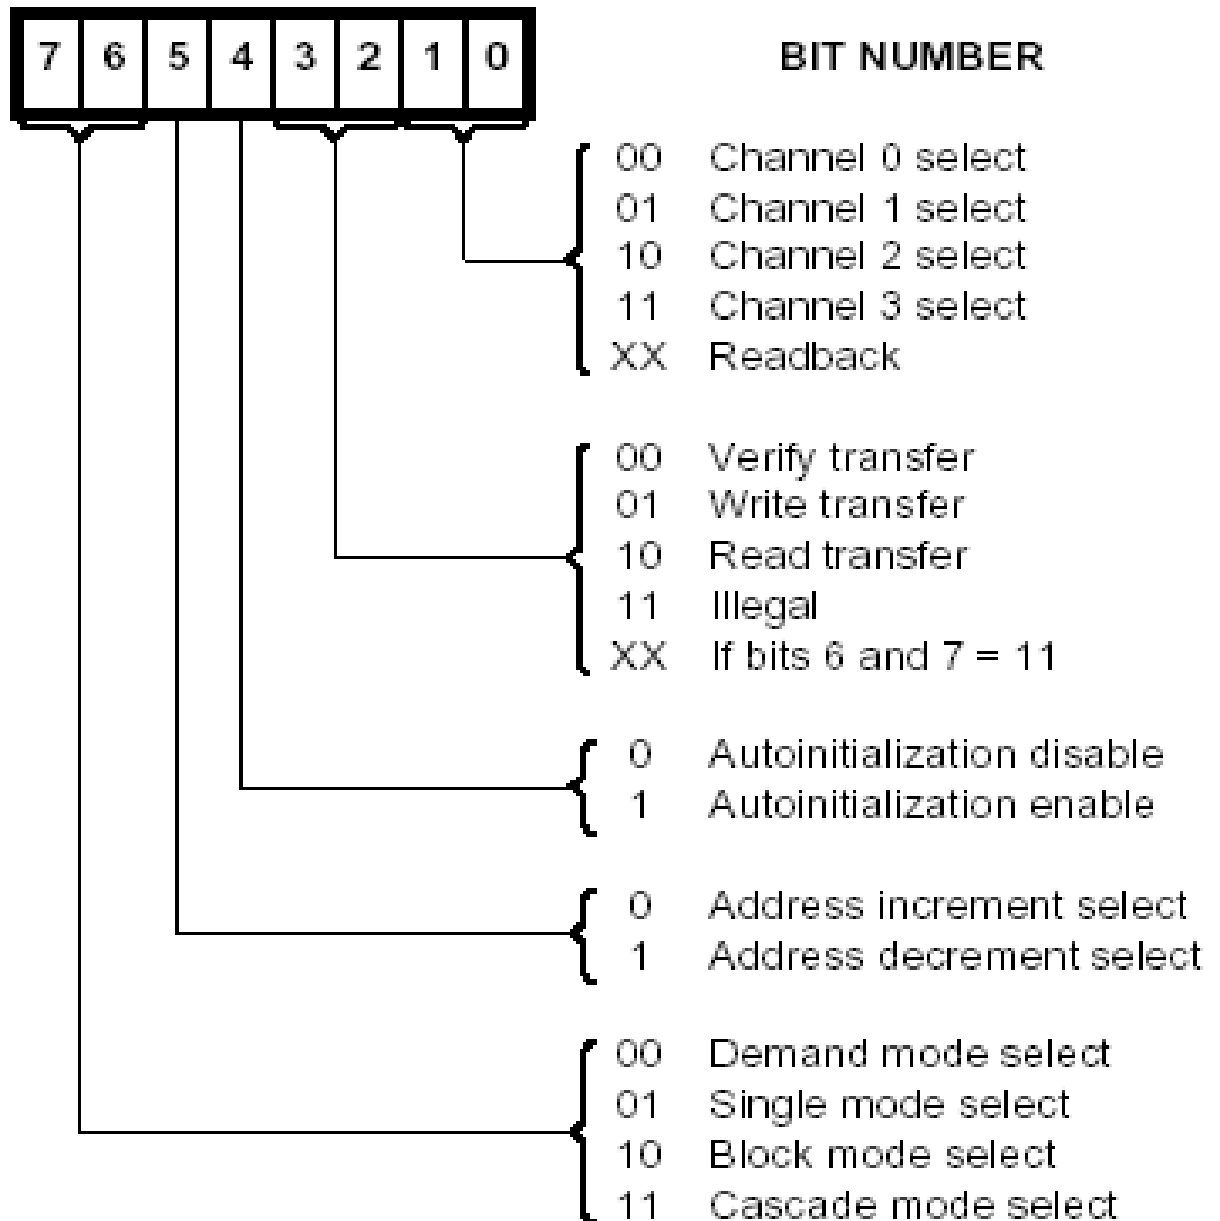 7 6 5 4 3 2 1 0 BIT NUMBER
00 Channel 0 select
01 Channel 1 select
10 Channel 2 select
11 Channel 3 select
XX Readback
00 Verify transfer
01 Write transfer
10 Read transfer
11 Illegal
XX If bits 6 and 7 = 11
0 Autoinitialization disable
1 Autoinitialization enable
0 Address increment select
1 Address decrement select
00 Demand mode select
01 Single mode select
10 Block mode select
11 Cascade mode select